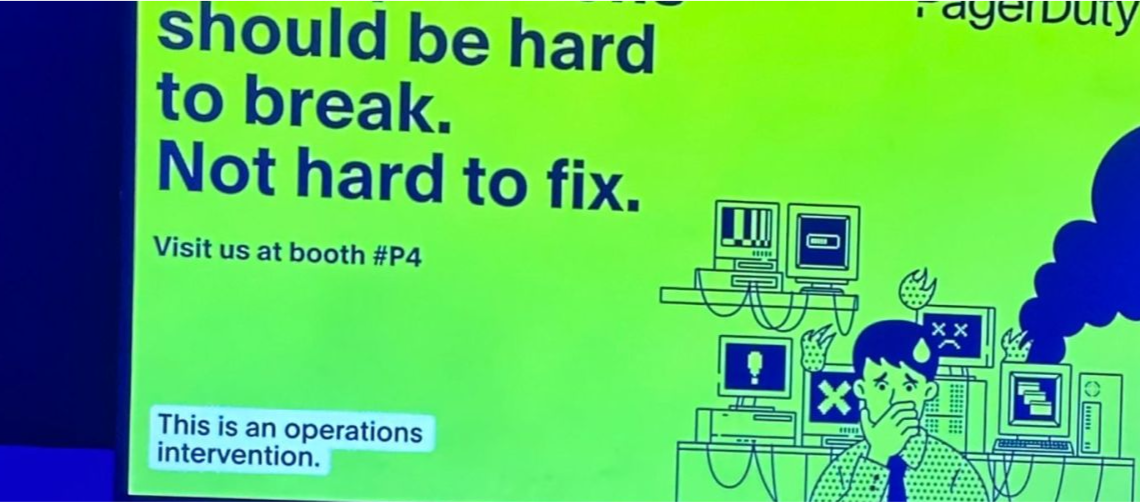 PagerDuty
should be hard
to break.
Not hard to fix.
Visit us at booth #P4
This is an operations
intervention.